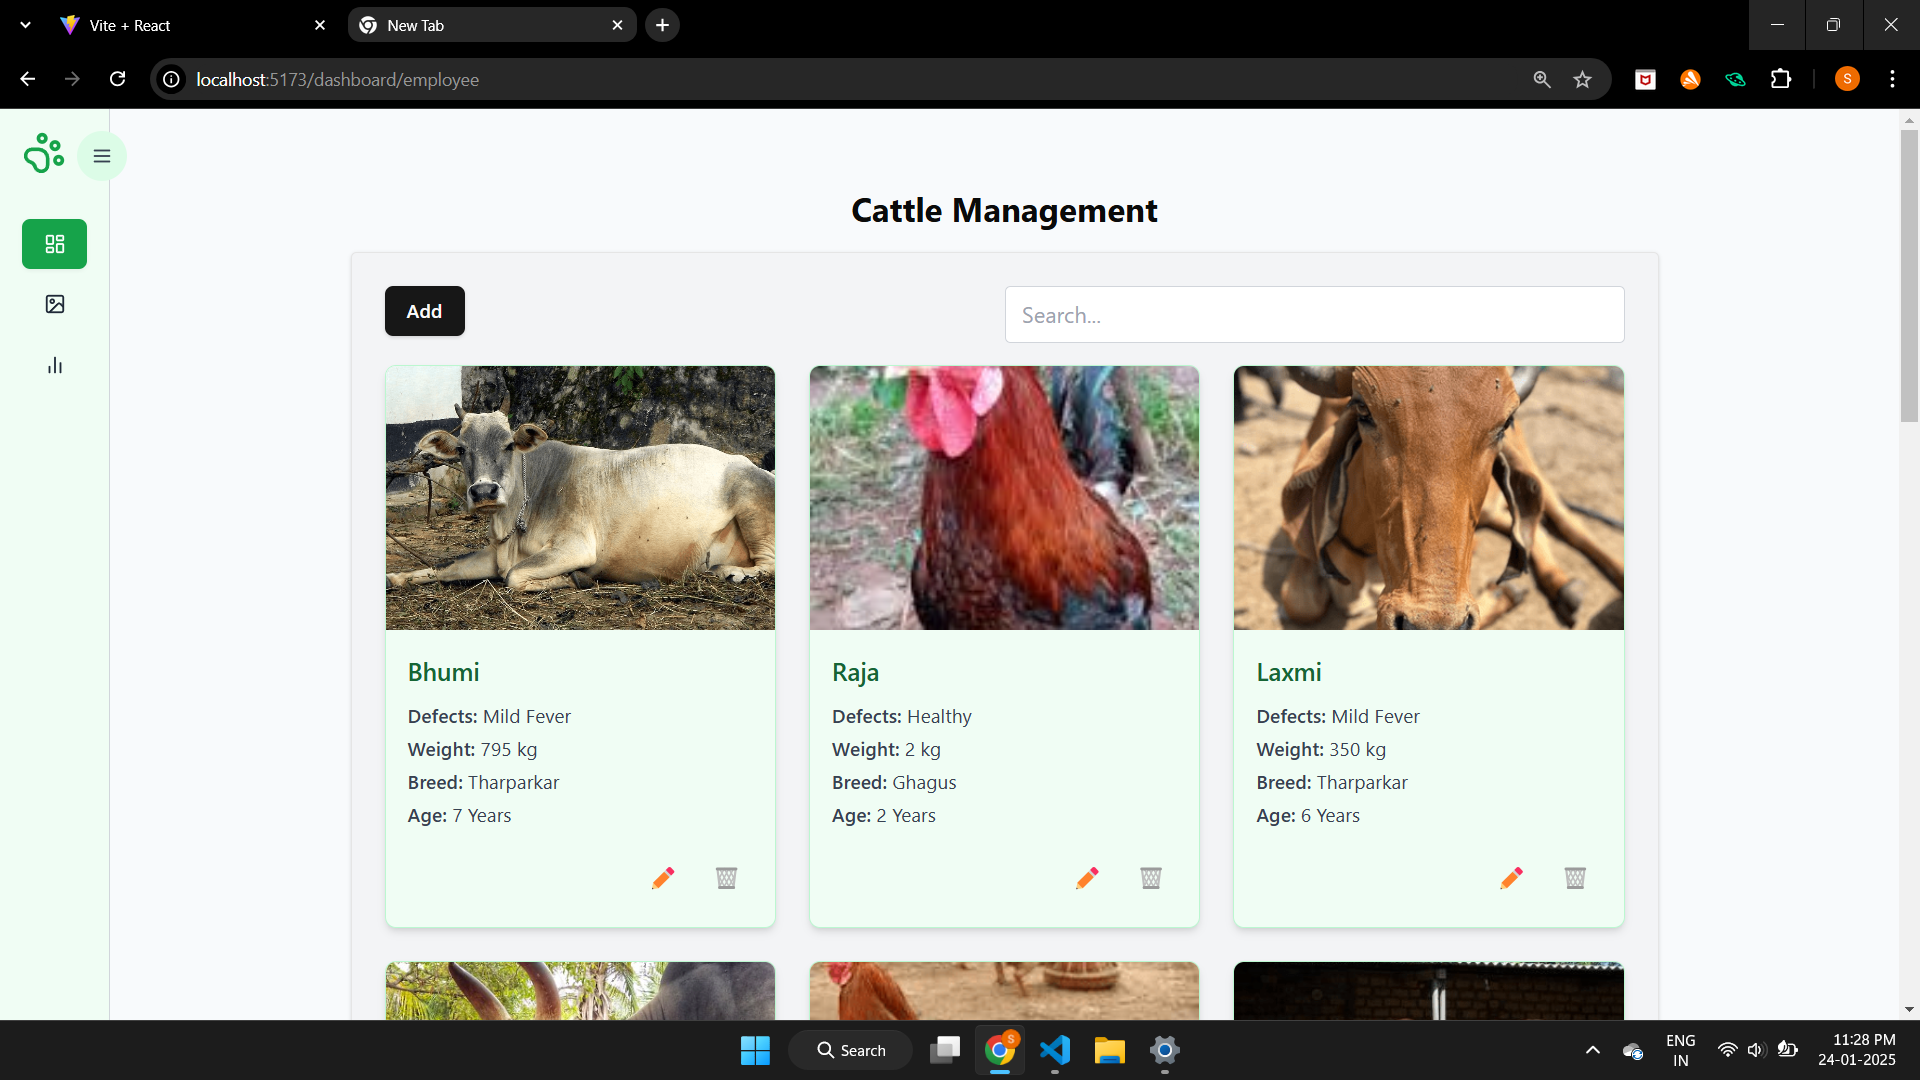 Vite + React
New Tab
localhost:5173/dashboard/employee
S
Cattle Management
Add
Search...
Bhumi
Defects: Mild Fever
Weight: 795 kg
Breed: Tharparkar
Age: 7 Years
Raja
Defects: Healthy
Weight: 2 kg
Breed: Ghagus
Age: 2 Years
Laxmi
Defects: Mild Fever
Weight: 350 kg
Breed: Tharparkar
Age: 6 Years
Search
S
ENG
IN
11:28 PM
24-01-2025